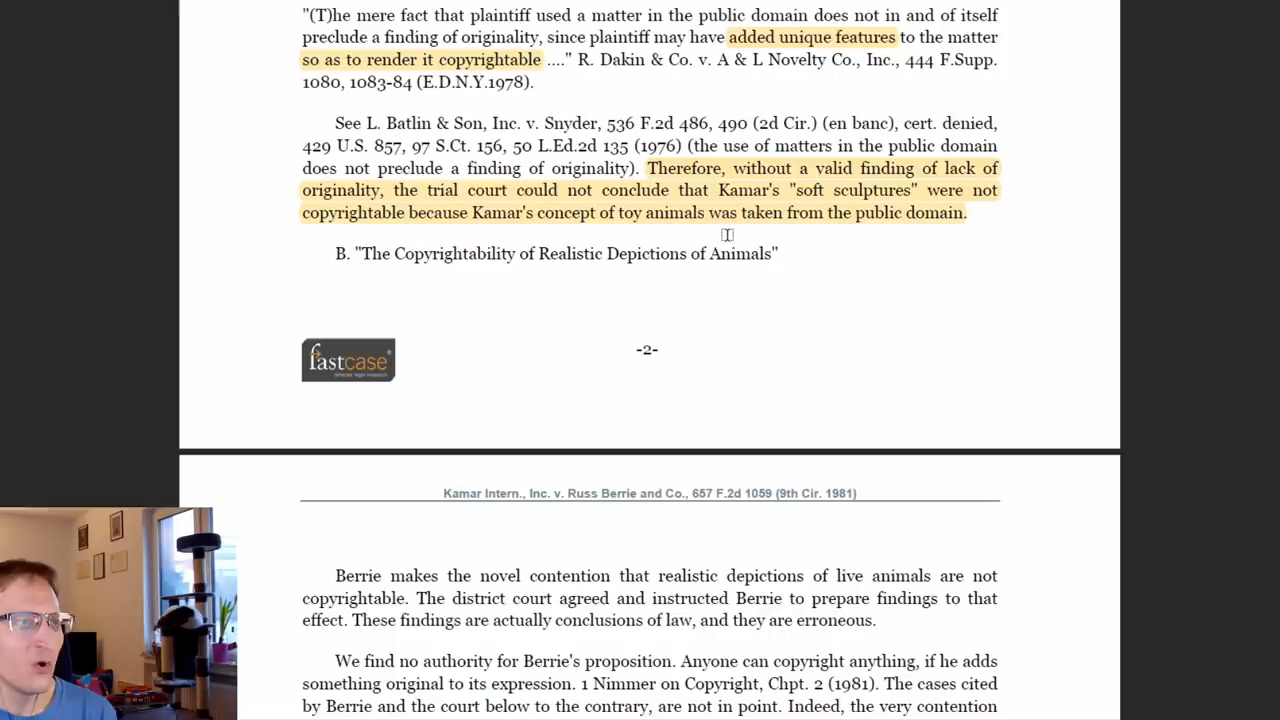 "(T)he mere fact that plaintiff used a matter in the public domain does not in and of itself
preclude a finding of originality, since plaintiff may have added unique features to the matter
so as to render it copyrightable ...." R. Dakin & Co. v. A & L Novelty Co., Inc., 444 F.Supp.
1080, 1083-84 (E.D.N.Y.1978).
See L. Batlin & Son, Inc. v. Snyder, 536 F.2d 486, 490 (2d Cir.) (en banc), cert. denied,
429 U.S. 857, 97 S.Ct. 156, 50 L.Ed.2d 135 (1976) (the use of matters in the public domain
does not preclude a finding of originality). Therefore, without a valid finding of lack of
originality, the trial court could not conclude that Kamar's "soft sculptures" were not
copyrightable because Kamar's concept of toy animals was taken from the public domain.
B. "The Copyrightability of Realistic Depictions of Animals"
fastcase®
-2-
Kamar Intern., Inc. v. Russ Berrie and Co., 657 F.2d 1059 (9th Cir. 1981)
Berrie makes the novel contention that realistic depictions of live animals are not
copyrightable. The district court agreed and instructed Berrie to prepare findings to that
effect. These findings are actually conclusions of law, and they are erroneous.
We find no authority for Berrie's proposition. Anyone can copyright anything, if he adds
something original to its expression. 1 Nimmer on Copyright, Chpt. 2 (1981). The cases cited
by Berrie and the court below to the contrary, are not in point. Indeed, the very contention